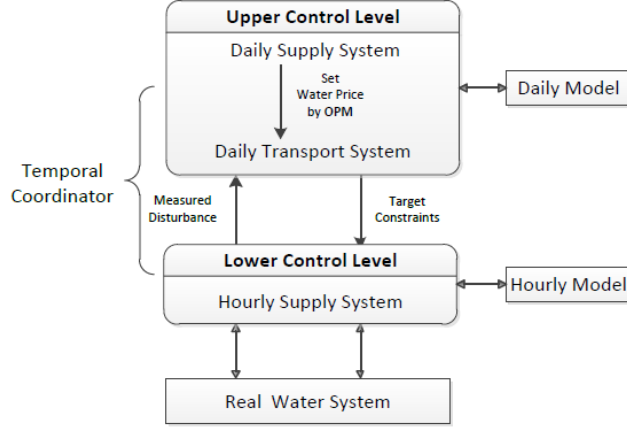 Upper Control Level
Daily Supply System
Set
Water Price
by OPM
Daily Transport System
Daily Model
Temporal
Coordinator
Measured
Disturbance
Target
Constraints
Lower Control Level
Hourly Supply System
Hourly Model
Real Water System